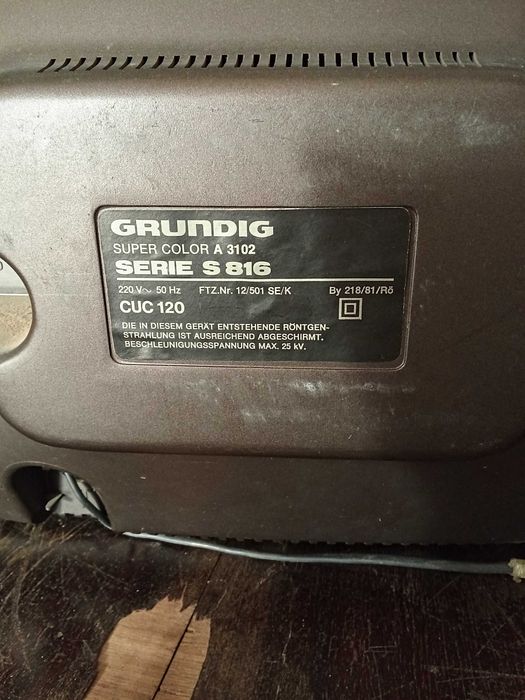 GRUNDIG
SUPER COLOR A 3102
SERIE S 816
220 V~ 50 Hz FTZ.Nr. 12/501 SE/K By 218/81/Rö
CUC 120
DIE IN DIESEM GERÄT ENTSTEHENDE RÖNTGEN-
STRAHLUNG IST AUSREICHEND ABGESCHIRMT.
BESCHLEUNIGUNGSSPANNUNG MAX. 25 kV.